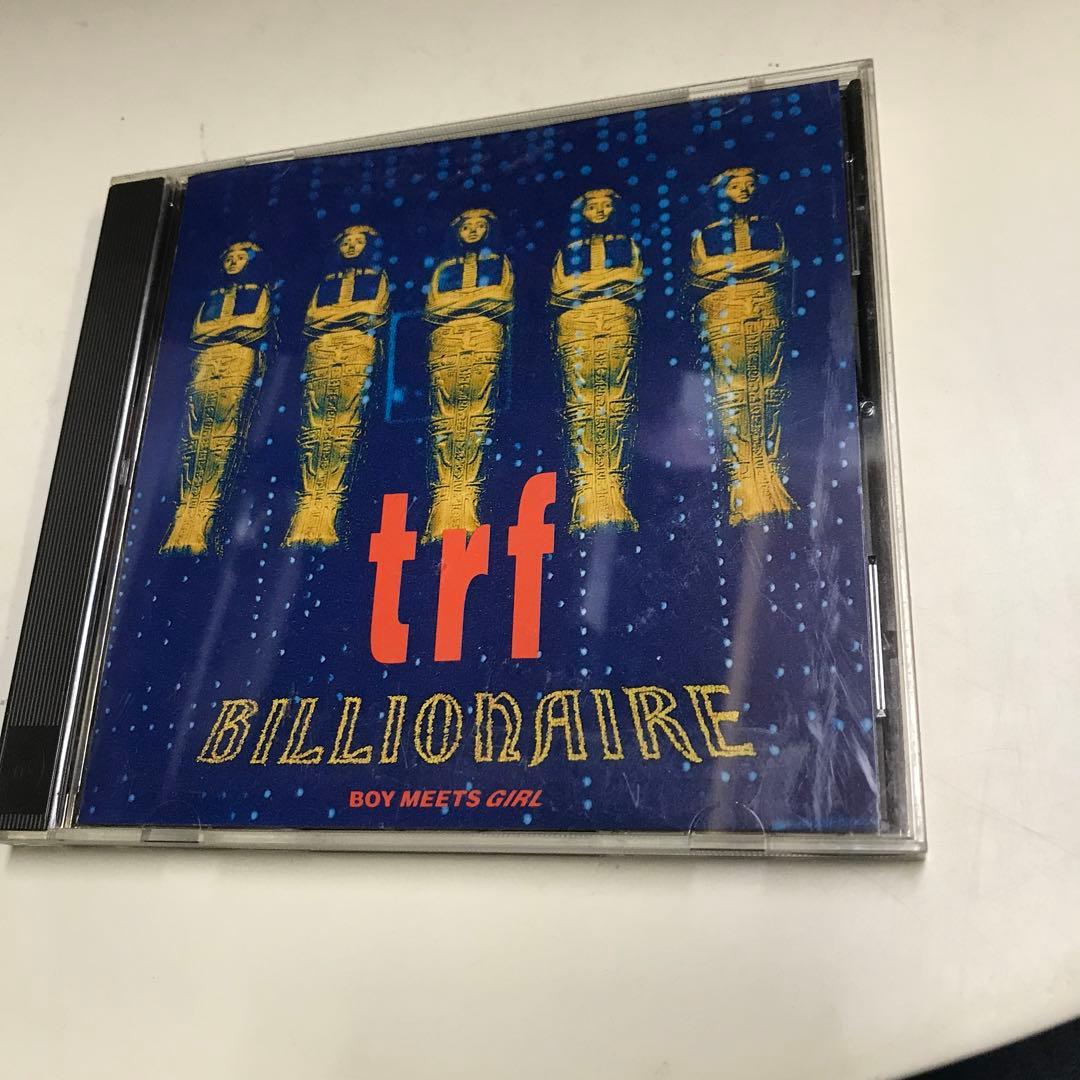 trf
BILLIONAIRE
BOY MEETS GIRL